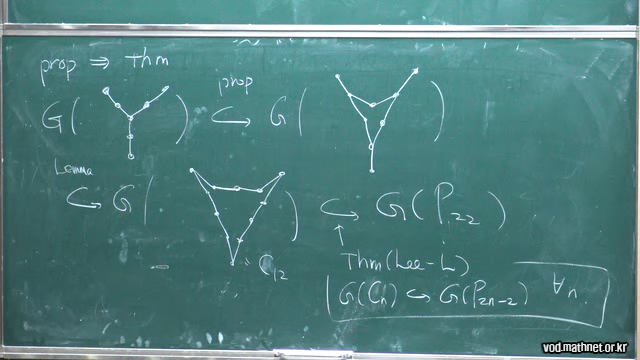 prop ⇒ Thm
G( ) ↪ prop G( )
Lemma
↪ G( ) ↪ G(P₂₂)
C₁₂
↑
Thm (Lee-L)
G(Cₙ) ↪ G(P₂ₙ₋₂) ∀n.
vod.mathnet.or.kr